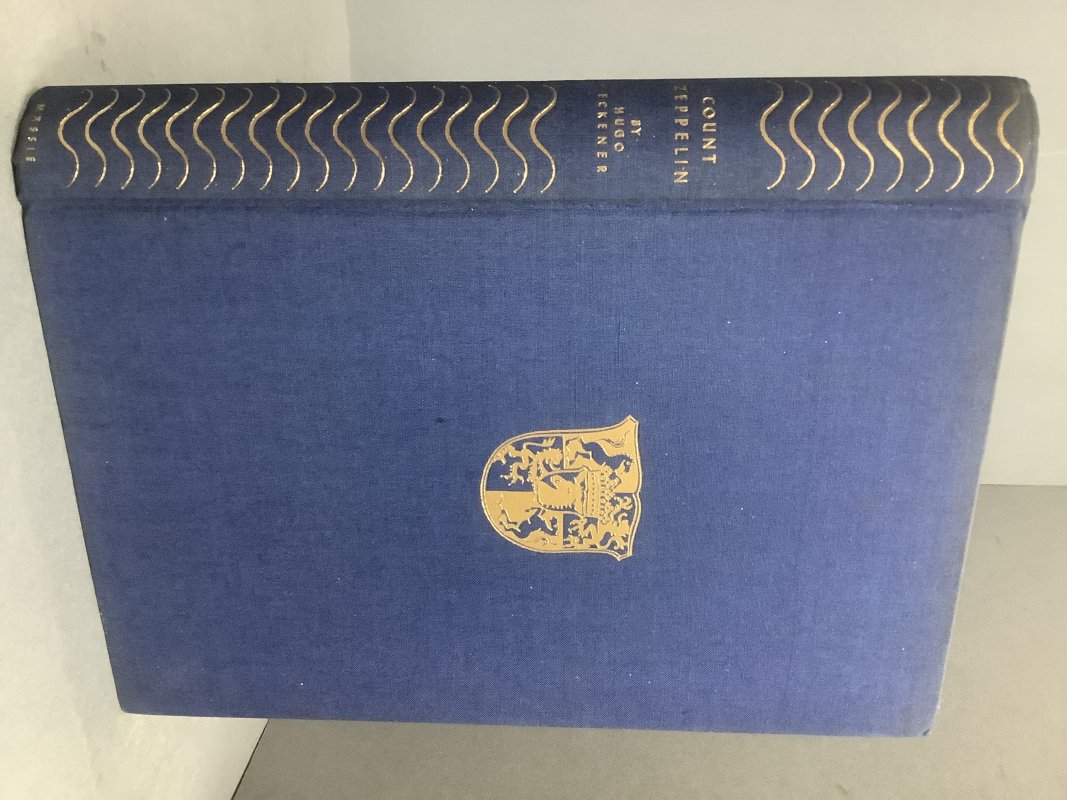 COUNT
ZEPPELIN
BY
HUGO
ECKENER
MASSIE